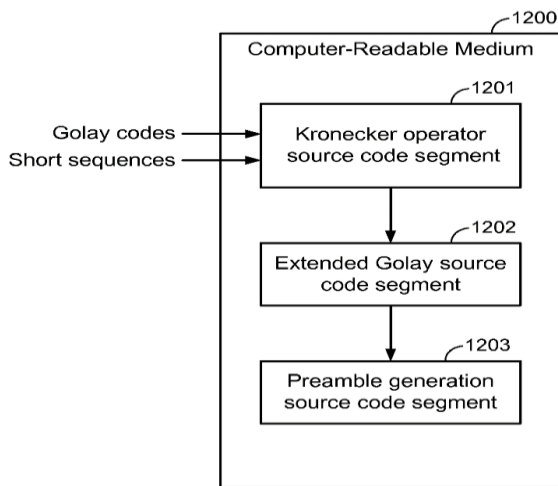 1200
Computer-Readable Medium
1201
Golay codes
Short sequences
Kronecker operator
source code segment
1202
Extended Golay source
code segment
1203
Preamble generation
source code segment